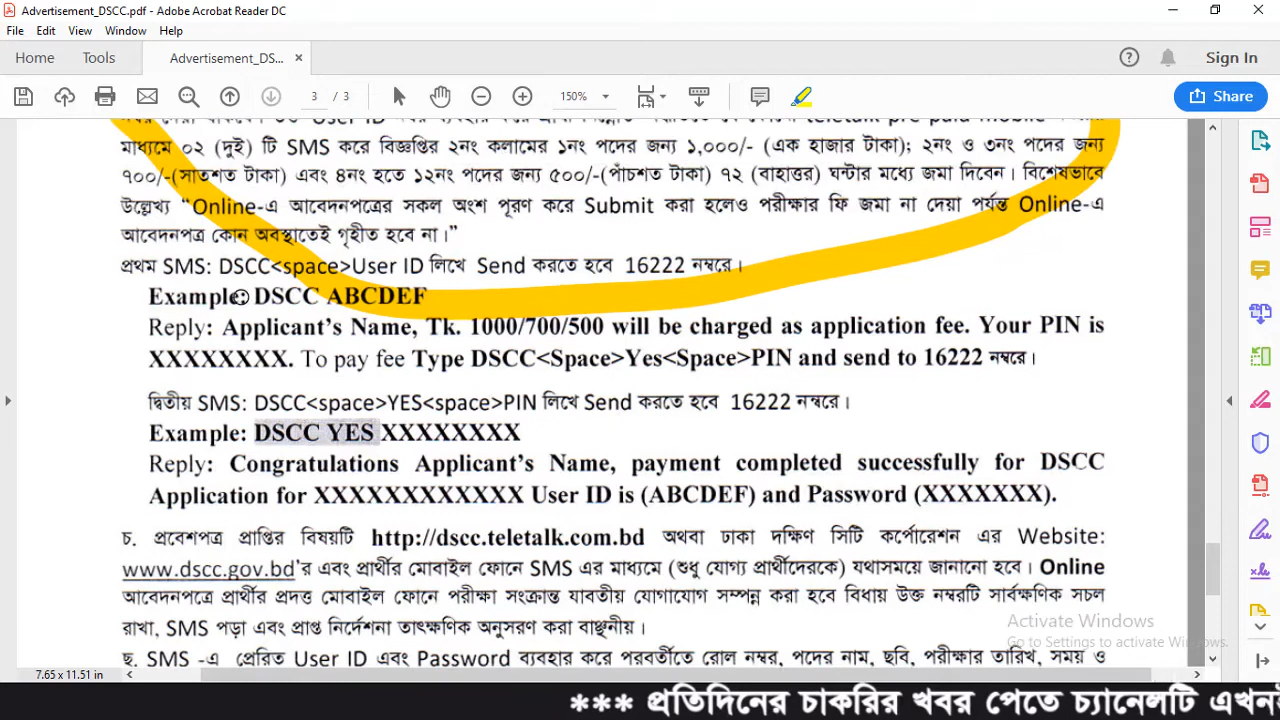 Advertisement_DSCC.pdf - Adobe Acrobat Reader DC
File Edit View Window Help
Home Tools Advertisement_DS... × Sign In
3 / 3 150% Share
মাধ্যমে ০২ (দুই) টি SMS করে বিজ্ঞপ্তির ২নং কলামের ১নং পদের জন্য ১,০০০/- (এক হাজার টাকা); ২নং ও ৩নং পদের জন্য
৭০০/-(সাতশত টাকা) এবং ৪নং হতে ১২নং পদের জন্য ৫০০/-(পাঁচশত টাকা) ৭২ (বাহাত্তর) ঘন্টার মধ্যে জমা দিবেন। বিশেষভাবে
উল্লেখ্য “Online-এ আবেদনপত্রের সকল অংশ পূরণ করে Submit করা হলেও পরীক্ষার ফি জমা না দেয়া পর্যন্ত Online-এ
আবেদনপত্র কোন অবস্থাতেই গৃহীত হবে না।”
প্রথম SMS: DSCC<space>User ID লিখে Send করতে হবে 16222 নম্বরে।
Example: DSCC ABCDEF
Reply: Applicant’s Name, Tk. 1000/700/500 will be charged as application fee. Your PIN is
XXXXXXXX. To pay fee Type DSCC<Space>Yes<Space>PIN and send to 16222 নম্বরে।
দ্বিতীয় SMS: DSCC<space>YES<space>PIN লিখে Send করতে হবে 16222 নম্বরে।
Example: DSCC YES XXXXXXXX
Reply: Congratulations Applicant’s Name, payment completed successfully for DSCC
Application for XXXXXXXXXXXX User ID is (ABCDEF) and Password (XXXXXXX).
চ. প্রবেশপত্র প্রাপ্তির বিষয়টি http://dscc.teletalk.com.bd অথবা ঢাকা দক্ষিণ সিটি কর্পোরেশন এর Website:
www.dscc.gov.bd'র এবং প্রার্থীর মোবাইল ফোনে SMS এর মাধ্যমে (শুধু যোগ্য প্রার্থীদেরকে) যথাসময়ে জানানো হবে। Online
আবেদনপত্রে প্রার্থীর প্রদত্ত মোবাইল ফোনে পরীক্ষা সংক্রান্ত যাবতীয় যোগাযোগ সম্পন্ন করা হবে বিধায় উক্ত নম্বরটি সার্বক্ষণিক সচল
রাখা, SMS পড়া এবং প্রাপ্ত নির্দেশনা তাৎক্ষণিক অনুসরণ করা বাঞ্ছনীয়।
ছ. SMS -এ প্রেরিত User ID এবং Password ব্যবহার করে পরবর্তীতে রোল নম্বর, পদের নাম, ছবি, পরীক্ষার তারিখ, সময় ও
Activate Windows
Go to Settings to activate Windows.
7.65 x 11.51 in
*** প্রতিদিনের চাকরির খবর পেতে চ্যানেলটি